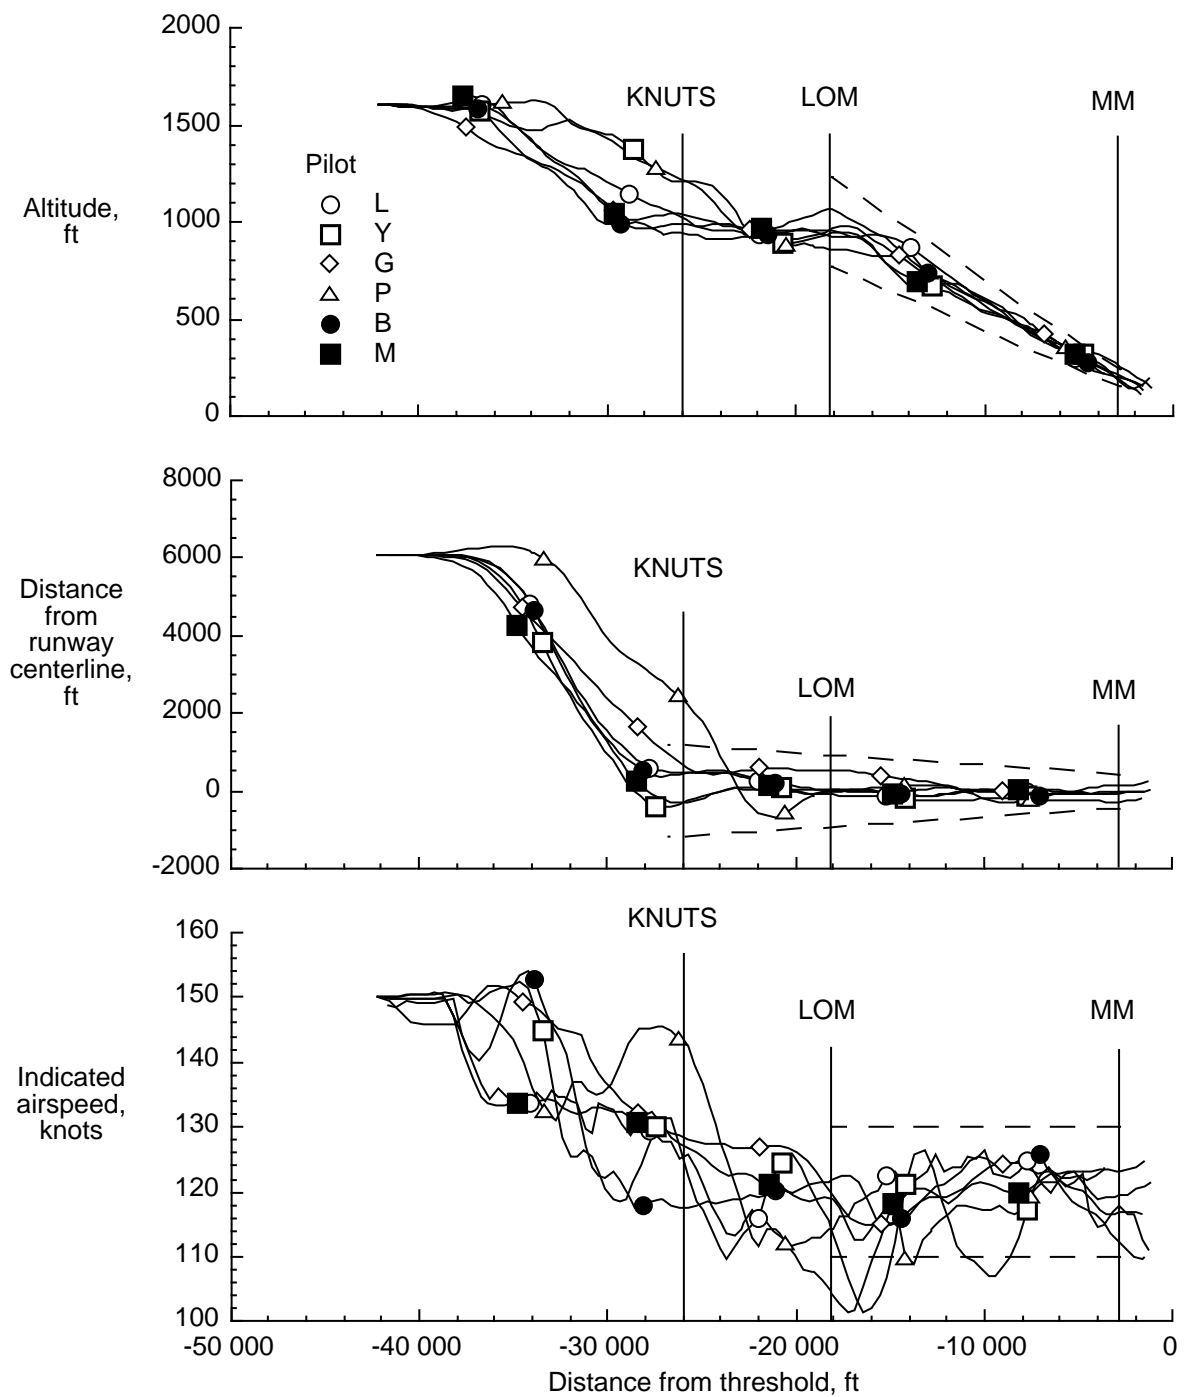 2000
1500
1000
500
0
Altitude,
ft
KNUTS
LOM
MM
Pilot
L
Y
G
P
B
M
8000
6000
4000
2000
0
-2000
Distance
from
runway
centerline,
ft
KNUTS
LOM
MM
160
150
140
130
120
110
100
Indicated
airspeed,
knots
KNUTS
LOM
MM
-50 000
-40 000
-30 000
-20 000
-10 000
0
Distance from threshold, ft